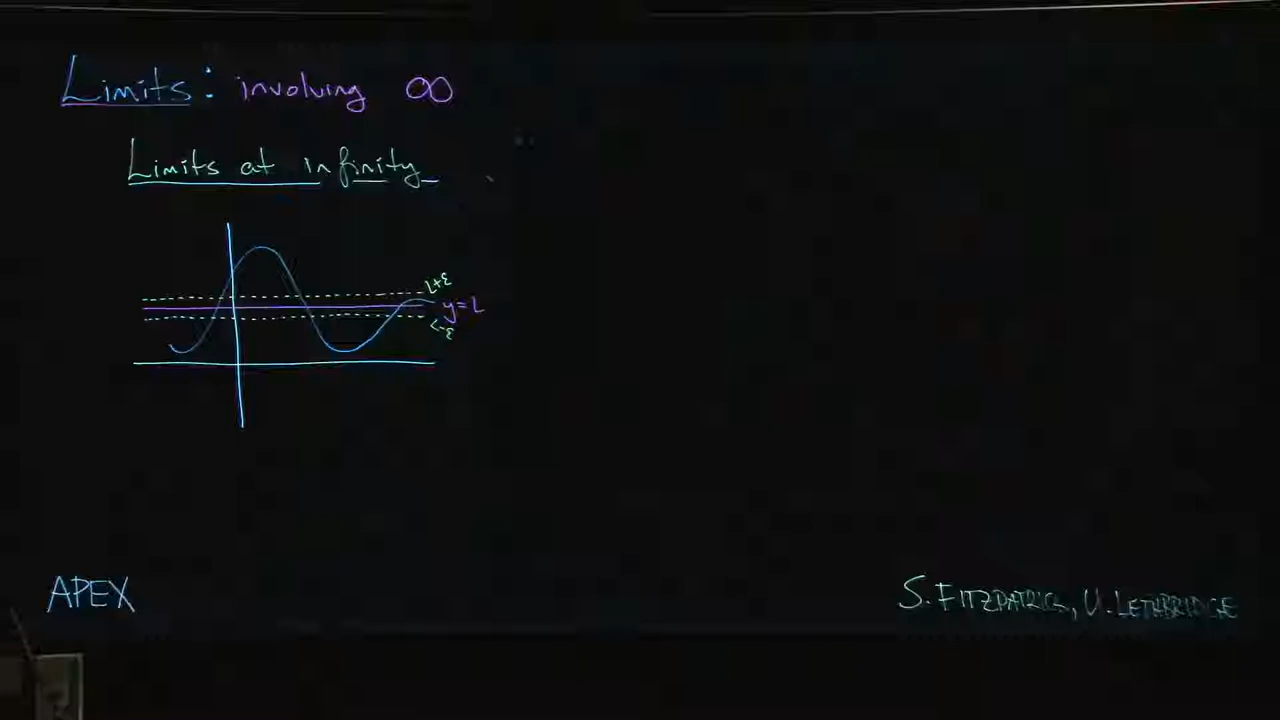 Limits: involving ∞
Limits at infinity
L+ε
y=L
L-ε
APEX
S. FITZPATRICK, U. LETHBRIDGE